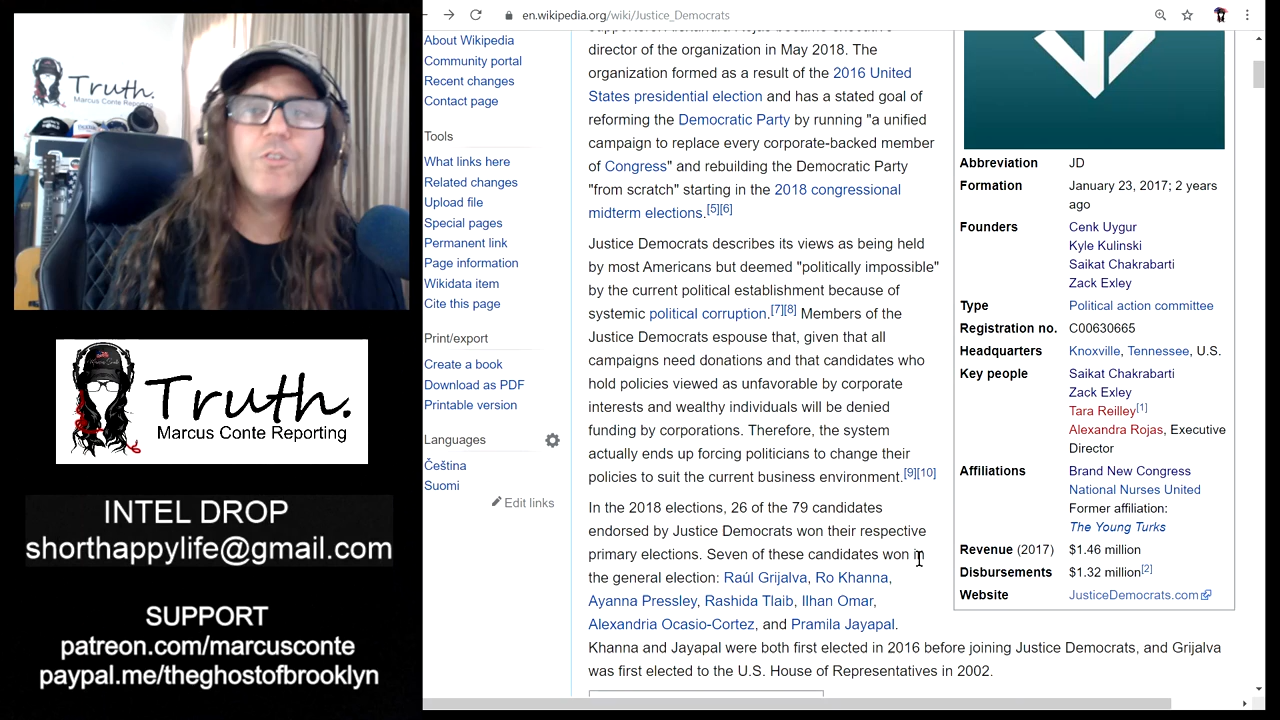 Truth.
Marcus Conte Reporting
Truth.
Marcus Conte Reporting
INTEL DROP
shorthappylife@gmail.com
SUPPORT
patreon.com/marcusconte
paypal.me/theghostofbrooklyn
en.wikipedia.org/wiki/Justice_Democrats
About Wikipedia
Community portal
Recent changes
Contact page
Tools
What links here
Related changes
Upload file
Special pages
Permanent link
Page information
Wikidata item
Cite this page
Print/export
Create a book
Download as PDF
Printable version
Languages
Čeština
Suomi
Edit links
director of the organization in May 2018. The
organization formed as a result of the 2016 United
States presidential election and has a stated goal of
reforming the Democratic Party by running "a unified
campaign to replace every corporate-backed member
of Congress" and rebuilding the Democratic Party
"from scratch" starting in the 2018 congressional
midterm elections.[5][6]
Justice Democrats describes its views as being held
by most Americans but deemed "politically impossible"
by the current political establishment because of
systemic political corruption.[7][8] Members of the
Justice Democrats espouse that, given that all
campaigns need donations and that candidates who
hold policies viewed as unfavorable by corporate
interests and wealthy individuals will be denied
funding by corporations. Therefore, the system
actually ends up forcing politicians to change their
policies to suit the current business environment.[9][10]
In the 2018 elections, 26 of the 79 candidates
endorsed by Justice Democrats won their respective
primary elections. Seven of these candidates won in
the general election: Raúl Grijalva, Ro Khanna,
Ayanna Pressley, Rashida Tlaib, Ilhan Omar,
Alexandria Ocasio-Cortez, and Pramila Jayapal.
Khanna and Jayapal were both first elected in 2016 before joining Justice Democrats, and Grijalva
was first elected to the U.S. House of Representatives in 2002.
Abbreviation JD
Formation January 23, 2017; 2 years
ago
Founders Cenk Uygur
Kyle Kulinski
Saikat Chakrabarti
Zack Exley
Type Political action committee
Registration no. C00630665
Headquarters Knoxville, Tennessee, U.S.
Key people Saikat Chakrabarti
Zack Exley
Tara Reilley[1]
Alexandra Rojas, Executive
Director
Affiliations Brand New Congress
National Nurses United
Former affiliation:
The Young Turks
Revenue (2017) $1.46 million
Disbursements $1.32 million[2]
Website JusticeDemocrats.com